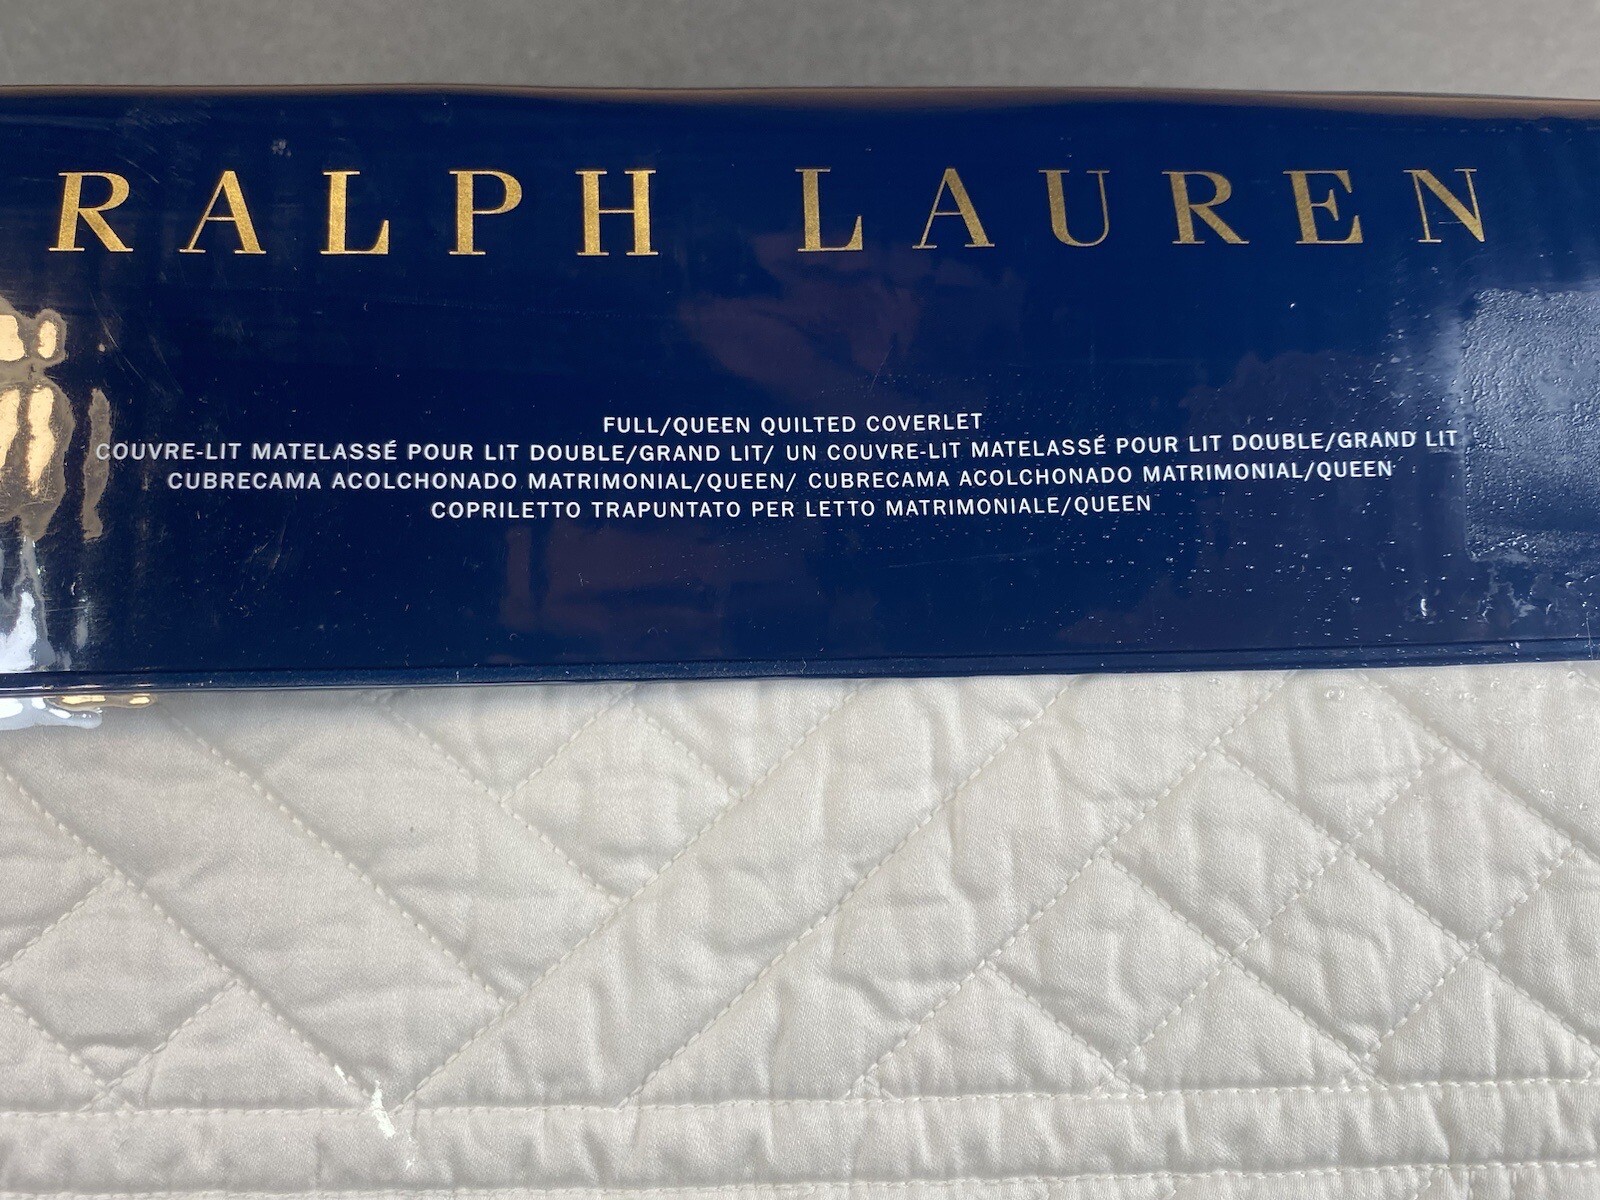 RALPH LAUREN
FULL/QUEEN QUILTED COVERLET
COUVRE-LIT MATELASSÉ POUR LIT DOUBLE/GRAND LIT/ UN COUVRE-LIT MATELASSÉ POUR LIT DOUBLE/GRAND LIT
CUBRECAMA ACOLCHONADO MATRIMONIAL/QUEEN/ CUBRECAMA ACOLCHONADO MATRIMONIAL/QUEEN
COPRILETTO TRAPUNTATO PER LETTO MATRIMONIALE/QUEEN